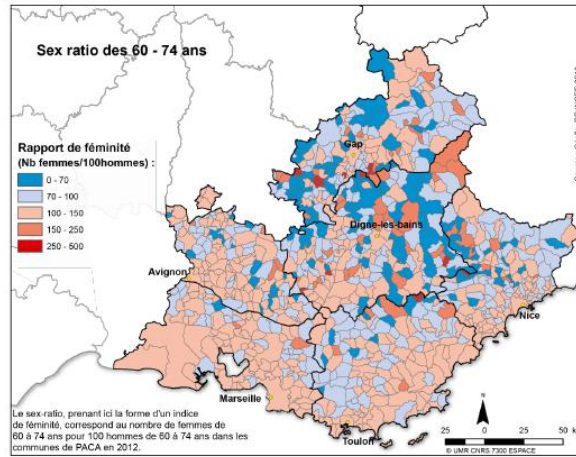 Sex ratio des 60 - 74 ans
Rapport de féminité
(Nb femmes/100hommes) :
0 - 70
70 - 100
100 - 150
150 - 250
250 - 500
Gap
Digne-les-bains
Avignon
Nice
Marseille
Toulon
Le sex-ratio, prenant ici la forme d'un indice
de féminité, correspond au nombre de femmes de
60 à 74 ans pour 100 hommes de 60 à 74 ans dans les
communes de PACA en 2012.
N
25 0 25 50
© UMR CNRS 7300 ESPACE